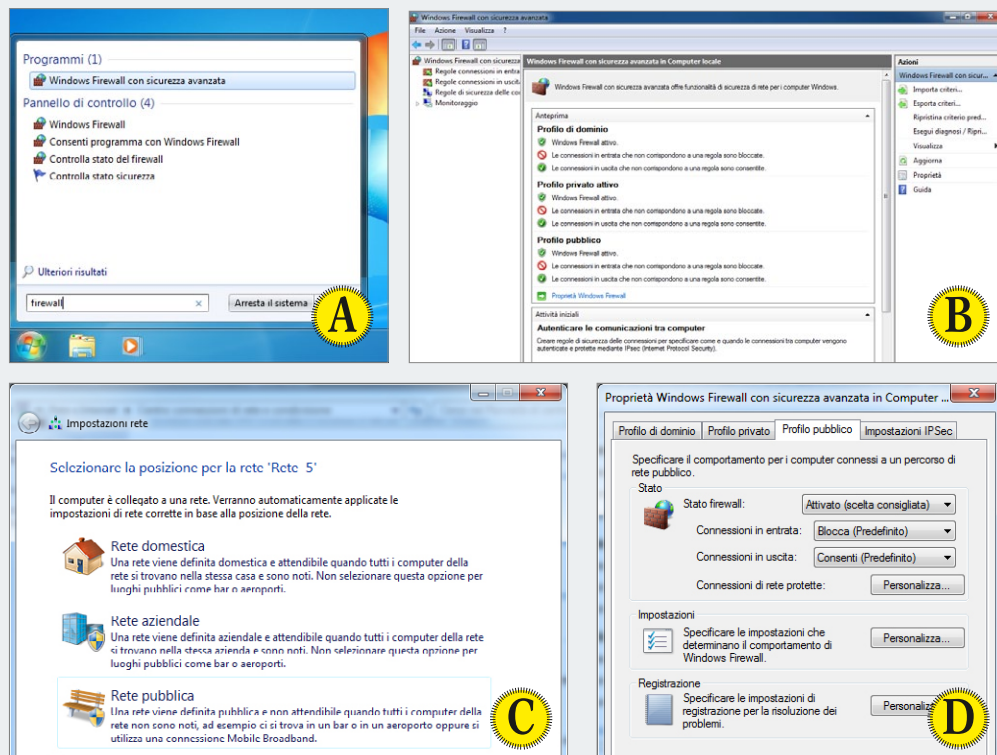 Programmi (1)
Windows Firewall con sicurezza avanzata
Pannello di controllo (4)
Windows Firewall
Consenti programma con Windows Firewall
Controlla stato del firewall
Controlla stato sicurezza
Ulteriori risultati
firewall
Arresta il sistema
A
Windows Firewall con sicurezza avanzata
File Azione Visualizza ?
Windows Firewall con sicurezza
Regole connessioni in entra
Regole connessioni in uscit
Regole di sicurezza delle co
Monitoraggio
Windows Firewall con sicurezza avanzata in Computer locale
Windows Firewall con sicurezza avanzata offre funzionalità di sicurezza di rete per i computer Windows.
Anteprima
Profilo di dominio
Windows Firewall attivo.
Le connessioni in entrata che non corrispondono a una regola sono bloccate.
Le connessioni in uscita che non corrispondono a una regola sono consentite.
Profilo privato attivo
Windows Firewall attivo.
Le connessioni in entrata che non corrispondono a una regola sono bloccate.
Le connessioni in uscita che non corrispondono a una regola sono consentite.
Profilo pubblico
Windows Firewall attivo.
Le connessioni in entrata che non corrispondono a una regola sono bloccate.
Le connessioni in uscita che non corrispondono a una regola sono consentite.
Proprietà Windows Firewall
Attività iniziali
Autenticare le comunicazioni tra computer
Creare regole di sicurezza delle connessioni per specificare come e quando le connessioni tra computer vengono
autenticate e protette mediante IPsec (Internet Protocol Security).
Azioni
Windows Firewall con sicur...
Importa criteri...
Esporta criteri...
Ripristina criterio pred...
Esegui diagnosi / Ripri...
Visualizza
Aggiorna
Proprietà
Guida
B
Impostazioni rete
Selezionare la posizione per la rete 'Rete 5'
Il computer è collegato a una rete. Verranno automaticamente applicate le
impostazioni di rete corrette in base alla posizione della rete.
Rete domestica
Una rete viene definita domestica e attendibile quando tutti i computer della
rete si trovano nella stessa casa e sono noti. Non selezionare questa opzione per
luoghi pubblici come bar o aeroporti.
Rete aziendale
Una rete viene definita aziendale e attendibile quando tutti i computer della rete
si trovano nella stessa azienda e sono noti. Non selezionare questa opzione per
luoghi pubblici come bar o aeroporti.
Rete pubblica
Una rete viene definita pubblica e non attendibile quando tutti i computer della
rete non sono noti, ad esempio ci si trova in un bar o in un aeroporto oppure si
utilizza una connessione Mobile Broadband.
C
Proprietà Windows Firewall con sicurezza avanzata in Computer ...
Profilo di dominio Profilo privato Profilo pubblico Impostazioni IPSec
Specificare il comportamento per i computer connessi a un percorso di
rete pubblico.
Stato
Stato firewall: Attivato (scelta consigliata)
Connessioni in entrata: Blocca (Predefinito)
Connessioni in uscita: Consenti (Predefinito)
Connessioni di rete protette: Personalizza...
Impostazioni
Specificare le impostazioni che
determinano il comportamento di
Windows Firewall.
Personalizza...
Registrazione
Specificare le impostazioni di
registrazione per la risoluzione dei
problemi.
Personaliz
D